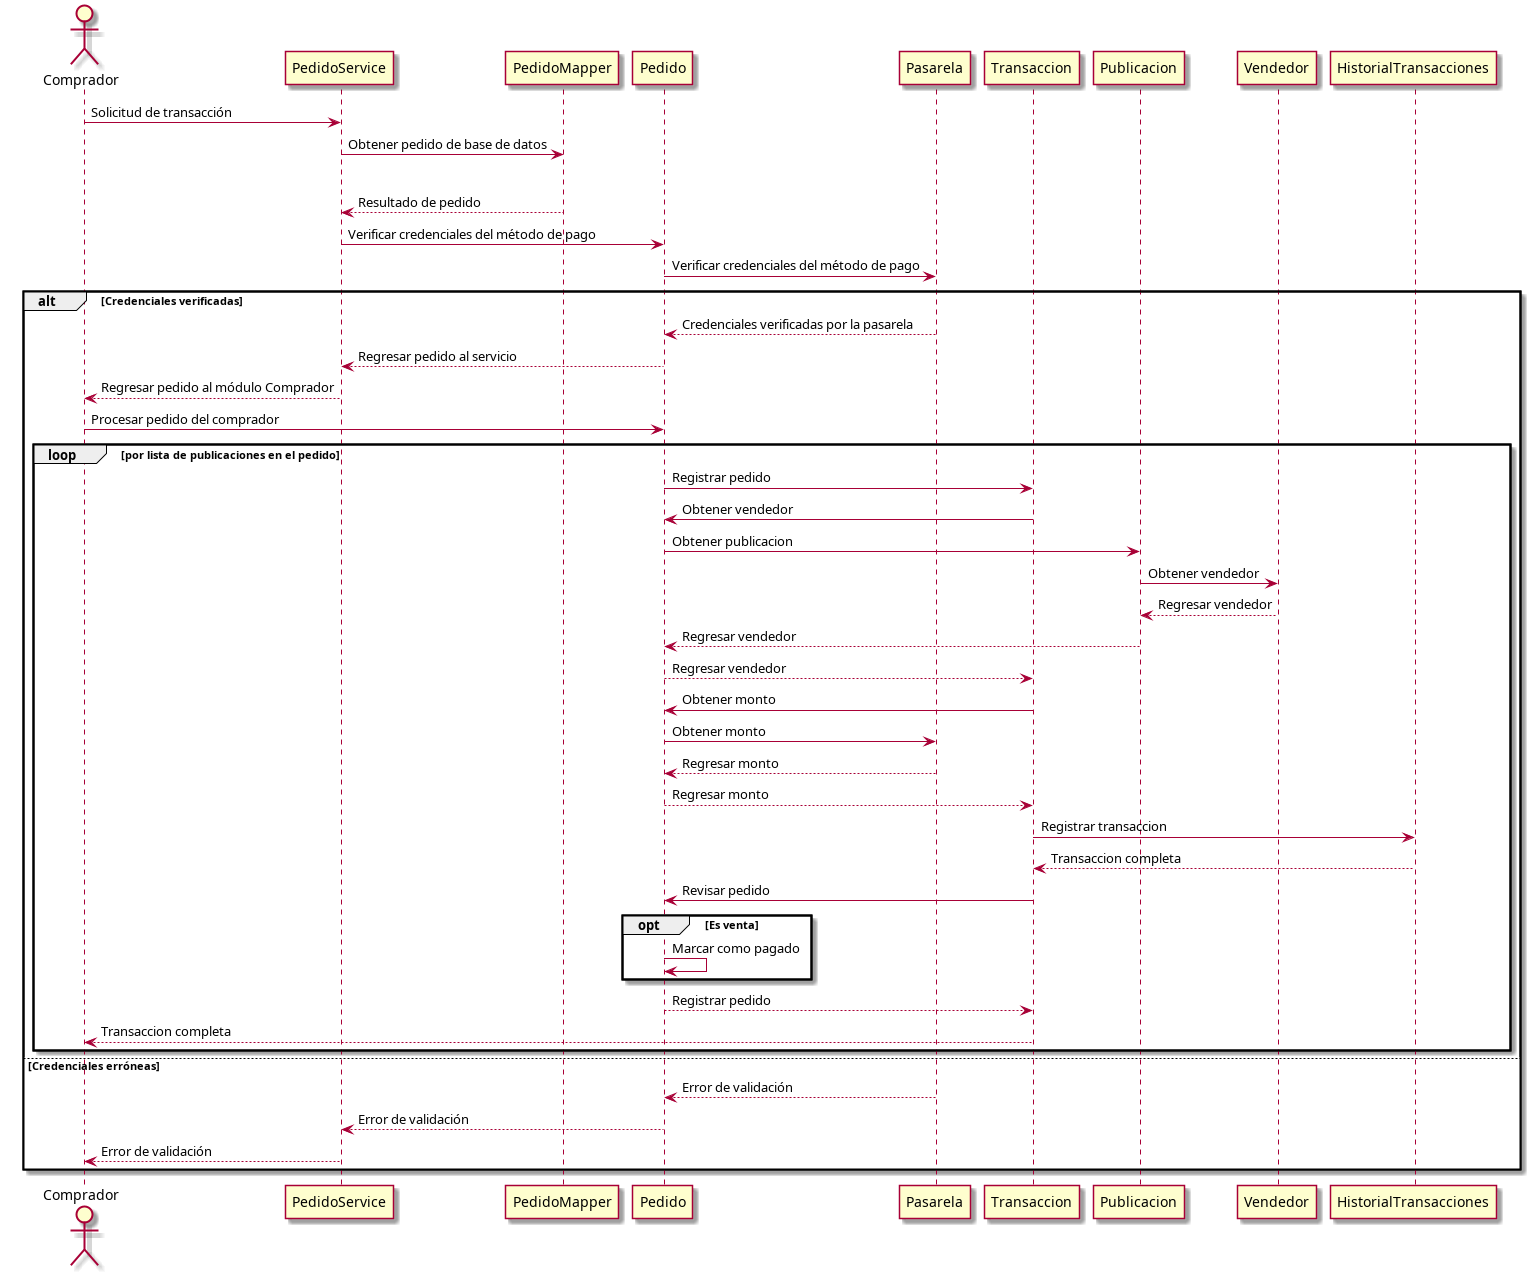 Comprador
PedidoService
PedidoMapper
Pedido
Pasarela
Transaccion
Publicacion
Vendedor
HistorialTransacciones
Solicitud de transacción
Obtener pedido de base de datos
Resultado de pedido
Verificar credenciales del método de pago
Verificar credenciales del método de pago
alt [Credenciales verificadas]
Credenciales verificadas por la pasarela
Regresar pedido al servicio
Regresar pedido al módulo Comprador
Procesar pedido del comprador
loop [por lista de publicaciones en el pedido]
Registrar pedido
Obtener vendedor
Obtener publicacion
Obtener vendedor
Regresar vendedor
Regresar vendedor
Regresar vendedor
Obtener monto
Obtener monto
Regresar monto
Regresar monto
Registrar transaccion
Transaccion completa
Revisar pedido
opt [Es venta]
Marcar como pagado
Registrar pedido
Transaccion completa
[Credenciales erróneas]
Error de validación
Error de validación
Error de validación
Comprador
PedidoService
PedidoMapper
Pedido
Pasarela
Transaccion
Publicacion
Vendedor
HistorialTransacciones